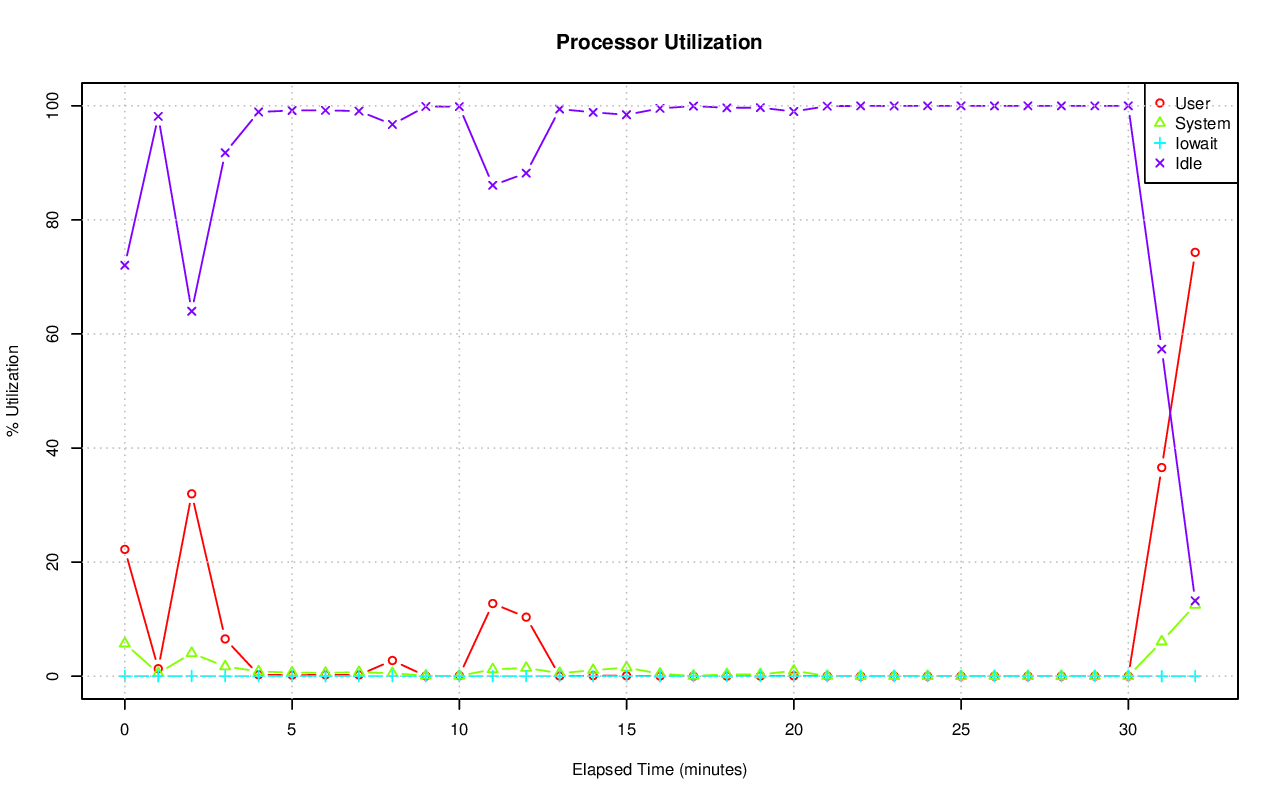 Processor Utilization
100
80
60
40
20
0
% Utilization
User
System
Iowait
Idle
0 5 10 15 20 25 30
Elapsed Time (minutes)